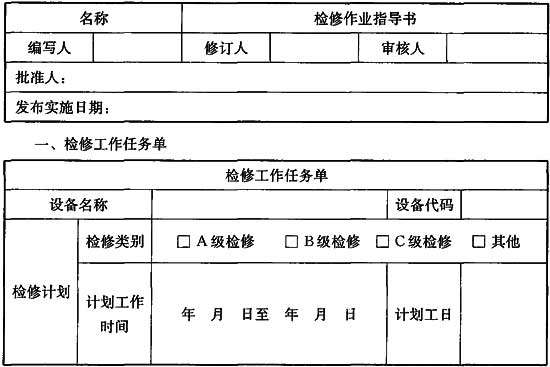 名称 检修作业指导书
编写人 修订人 审核人
批准人：
发布实施日期：
一、检修工作任务单
检修工作任务单
设备名称 设备代码
检修计划 检修类别 □ A级检修 □ B级检修 □ C级检修 □ 其他
计划工作时间 年 月 日至 年 月 日 计划工日